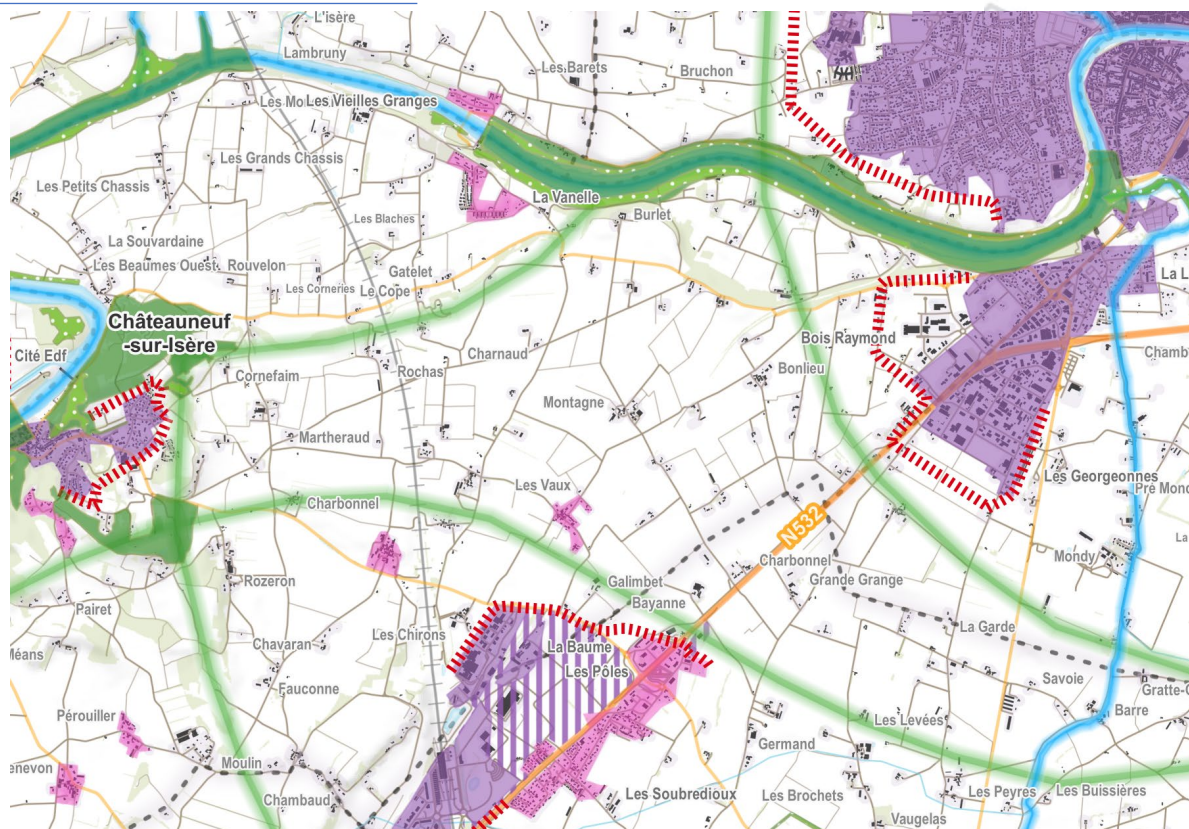 L'isère
Lambruny
Les Barets
Bruchon
Les Vieilles Granges
Les Grands Chassis
Les Petits Chassis
La Vanelle
Les Blaches
Burlet
La Souvardaine
Les Beaumes Ouest
Rouvelon
Gatelet
Les Corneries
Le Cope
La L
Châteauneuf
-sur-Isère
Cité Edf
Bois Raymond
Charnaud
Chamb
Cornefaim
Rochas
Bonlieu
Montagne
Martheraud
Les Georgeonnes
Les Vaux
Pré Mond
Charbonnel
N532
La
Mondy
Charbonnel
Galimbet
Grande Grange
Rozeron
Bayanne
Pairet
La Garde
Les Chirons
Chavaran
La Baume
Méans
Les Pôles
Savoie
Fauconne
Gratte-
Pérouiller
Barre
Les Levées
Germand
Moulin
enevon
Les Peyres
Les Buissières
Chambaud
Les Soubredioux
Les Brochets
Vaugelas